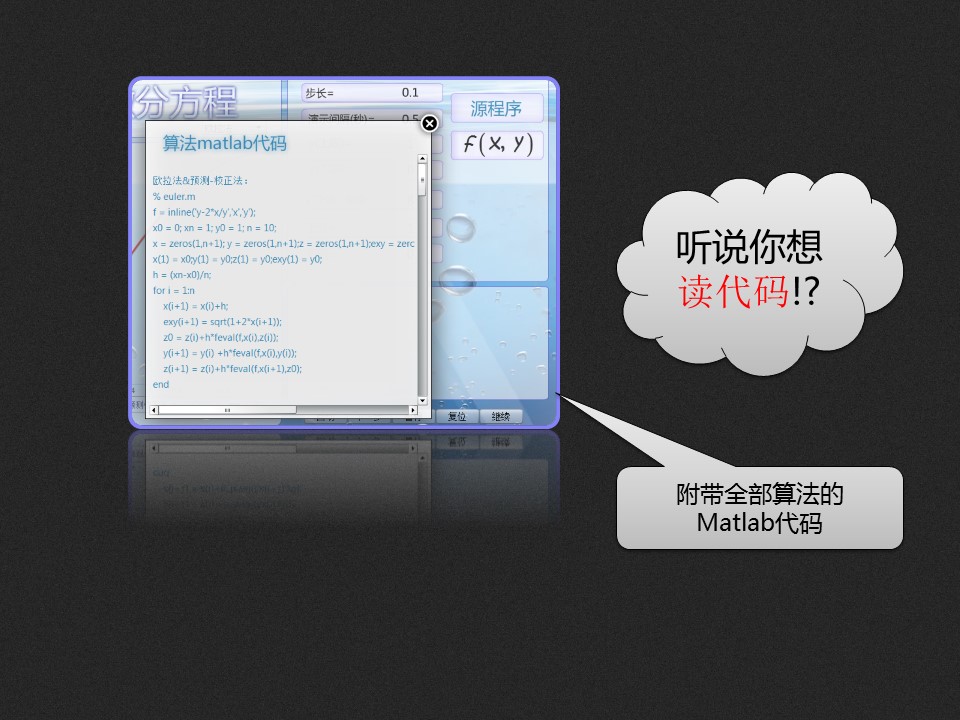 分方程
步长= 0.1
演示间隔(秒)= 0.5
源程序
f(x, y)
算法matlab代码
欧拉法&预测-校正法：
% euler.m
f = inline('y-2*x/y','x','y');
x0 = 0; xn = 1; y0 = 1; n = 10;
x = zeros(1,n+1); y = zeros(1,n+1);z = zeros(1,n+1);exy = zerc
x(1) = x0;y(1) = y0;z(1) = y0;exy(1) = y0;
h = (xn-x0)/n;
for i = 1:n
x(i+1) = x(i)+h;
exy(i+1) = sqrt(1+2*x(i+1));
z0 = z(i)+h*feval(f,x(i),z(i));
y(i+1) = y(i) +h*feval(f,x(i),y(i));
z(i+1) = z(i)+h*feval(f,x(i+1),z0);
end
复位 继续
听说你想
读代码!?
附带全部算法的
Matlab代码